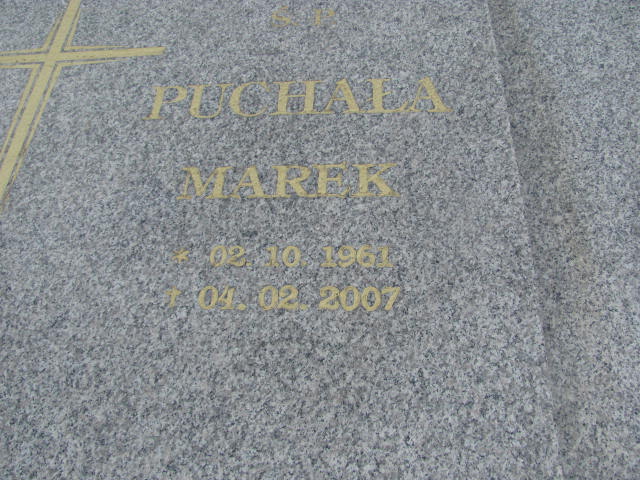 Ś. P.
PUCHAŁA
MAREK
* 02. 10. 1961
† 04. 02. 2007